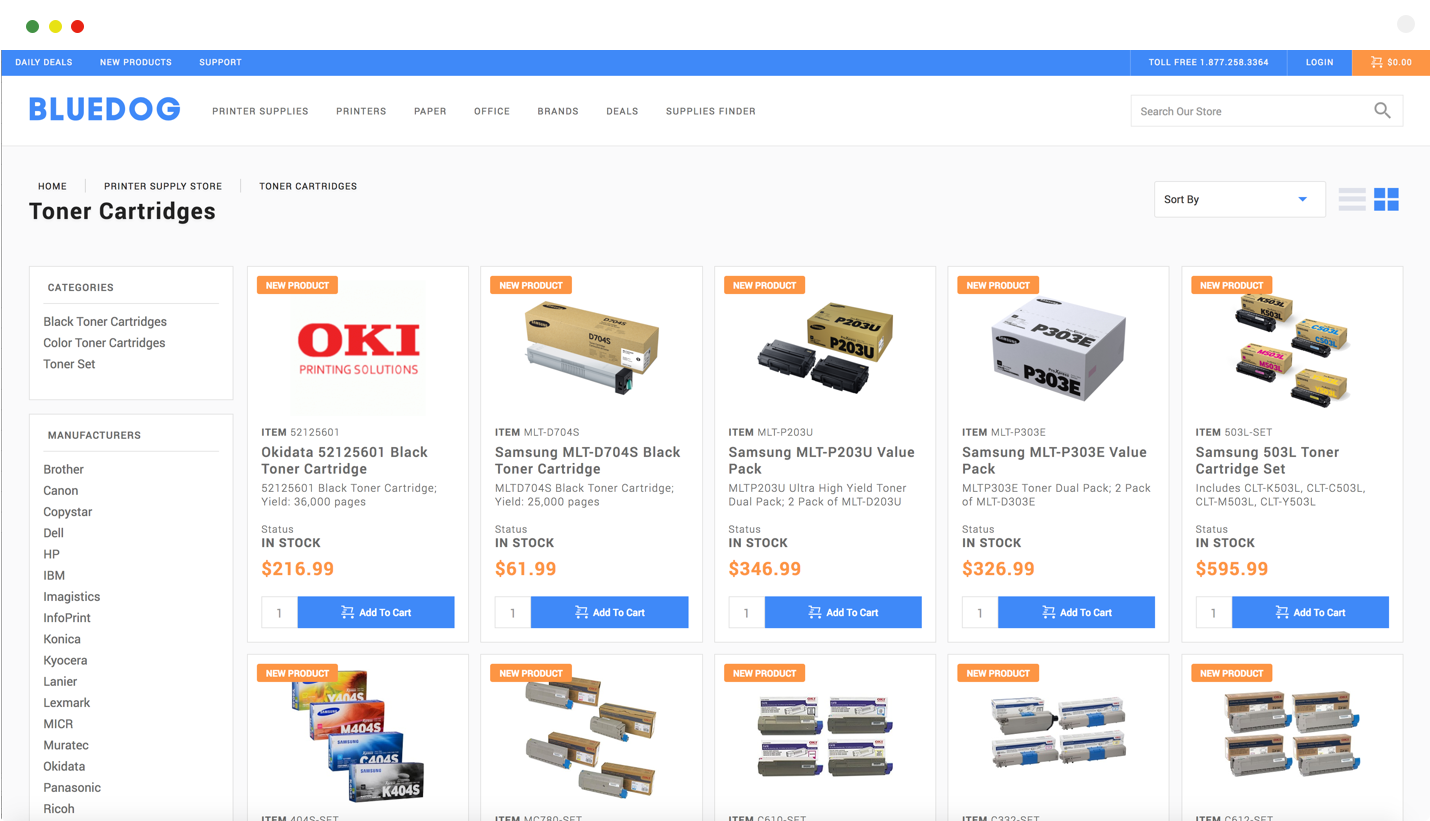 DAILY DEALS NEW PRODUCTS SUPPORT TOLL FREE 1.877.258.3364 LOGIN $0.00
BLUEDOG PRINTER SUPPLIES PRINTERS PAPER OFFICE BRANDS DEALS SUPPLIES FINDER Search Our Store
HOME PRINTER SUPPLY STORE TONER CARTRIDGES
Toner Cartridges
Sort By
CATEGORIES
Black Toner Cartridges
Color Toner Cartridges
Toner Set
MANUFACTURERS
Brother
Canon
Copystar
Dell
HP
IBM
Imagistics
InfoPrint
Konica
Kyocera
Lanier
Lexmark
MICR
Muratec
Okidata
Panasonic
Ricoh
NEW PRODUCT
OKI
PRINTING SOLUTIONS
ITEM 52125601
Okidata 52125601 Black
Toner Cartridge
52125601 Black Toner Cartridge;
Yield: 36,000 pages
Status
IN STOCK
$216.99
1 Add To Cart
NEW PRODUCT
D704S
D704S
ITEM MLT-D704S
Samsung MLT-D704S Black
Toner Cartridge
MLTD704S Black Toner Cartridge;
Yield: 25,000 pages
Status
IN STOCK
$61.99
1 Add To Cart
NEW PRODUCT
P203U
P203U
ITEM MLT-P203U
Samsung MLT-P203U Value
Pack
MLTP203U Ultra High Yield Toner
Dual Pack; 2 Pack of MLT-D203U
Status
IN STOCK
$346.99
1 Add To Cart
NEW PRODUCT
SAMSUNG
P303E
ProXpress
P303E
ITEM MLT-P303E
Samsung MLT-P303E Value
Pack
MLTP303E Toner Dual Pack; 2 Pack
of MLT-D303E
Status
IN STOCK
$326.99
1 Add To Cart
NEW PRODUCT
K503L
K503L
C503L
C503L
M503L
M503L
ITEM 503L-SET
Samsung 503L Toner
Cartridge Set
Includes CLT-K503L, CLT-C503L,
CLT-M503L, CLT-Y503L
Status
IN STOCK
$595.99
1 Add To Cart
NEW PRODUCT
Y404S
M404S
SAMSUNG
C404S
SAMSUNG
K404S
ITEM 404S-SET
NEW PRODUCT
ITEM MC780-SET
NEW PRODUCT
ITEM C610-SET
NEW PRODUCT
ITEM C332-SET
NEW PRODUCT
ITEM C612-SET